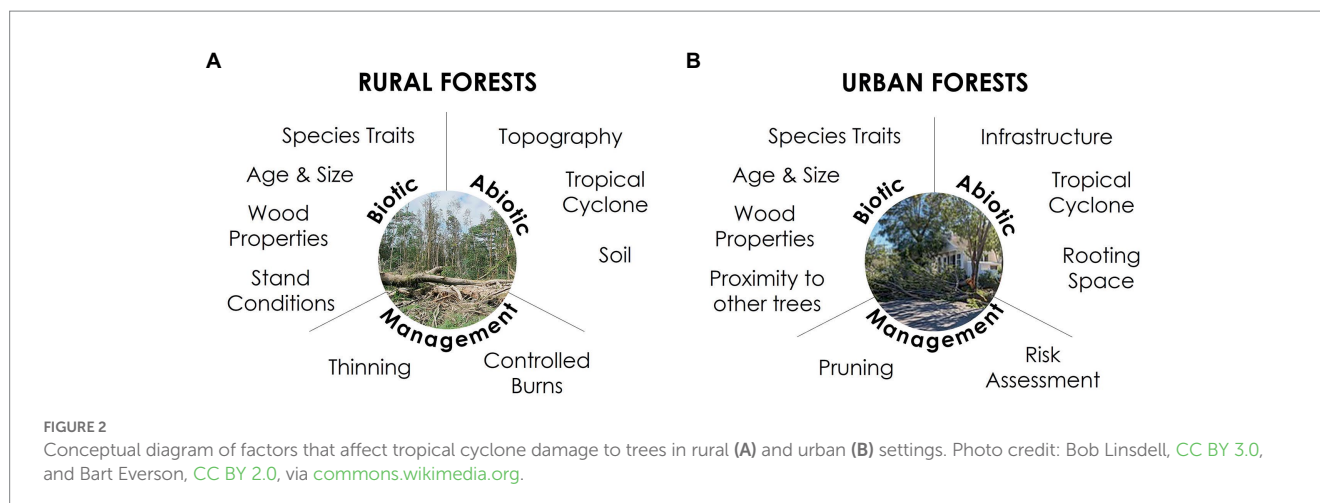 A
RURAL FORESTS
Species Traits
Age & Size
Wood
Properties
Stand
Conditions
Biotic
Abiotic
Management
Topography
Tropical
Cyclone
Soil
Thinning
Controlled
Burns
B
URBAN FORESTS
Species Traits
Age & Size
Wood
Properties
Proximity to
other trees
Biotic
Abiotic
Management
Infrastructure
Tropical
Cyclone
Rooting
Space
Pruning
Risk
Assessment
FIGURE 2
Conceptual diagram of factors that affect tropical cyclone damage to trees in rural (A) and urban (B) settings. Photo credit: Bob Linsdell, CC BY 3.0,
and Bart Everson, CC BY 2.0, via commons.wikimedia.org.